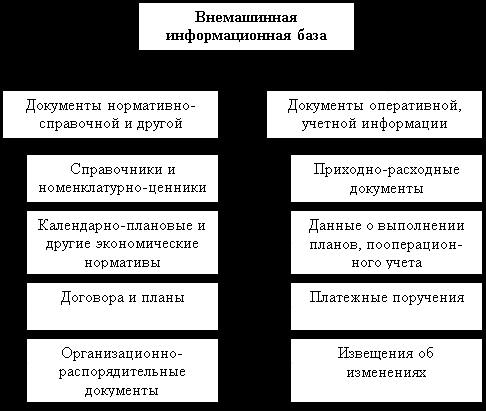 Внемашинная
информационная база
Документы нормативно-
справочной и другой
Документы оперативной,
учетной информации
Справочники и
номенклатурно-ценники
Приходно-расходные
документы
Календарно-плановые и
другие экономические
нормативы
Данные о выполнении
планов, пооперацион-
ного учета
Договора и планы
Платежные поручения
Организационно-
распорядительные
документы
Извещения об
изменениях